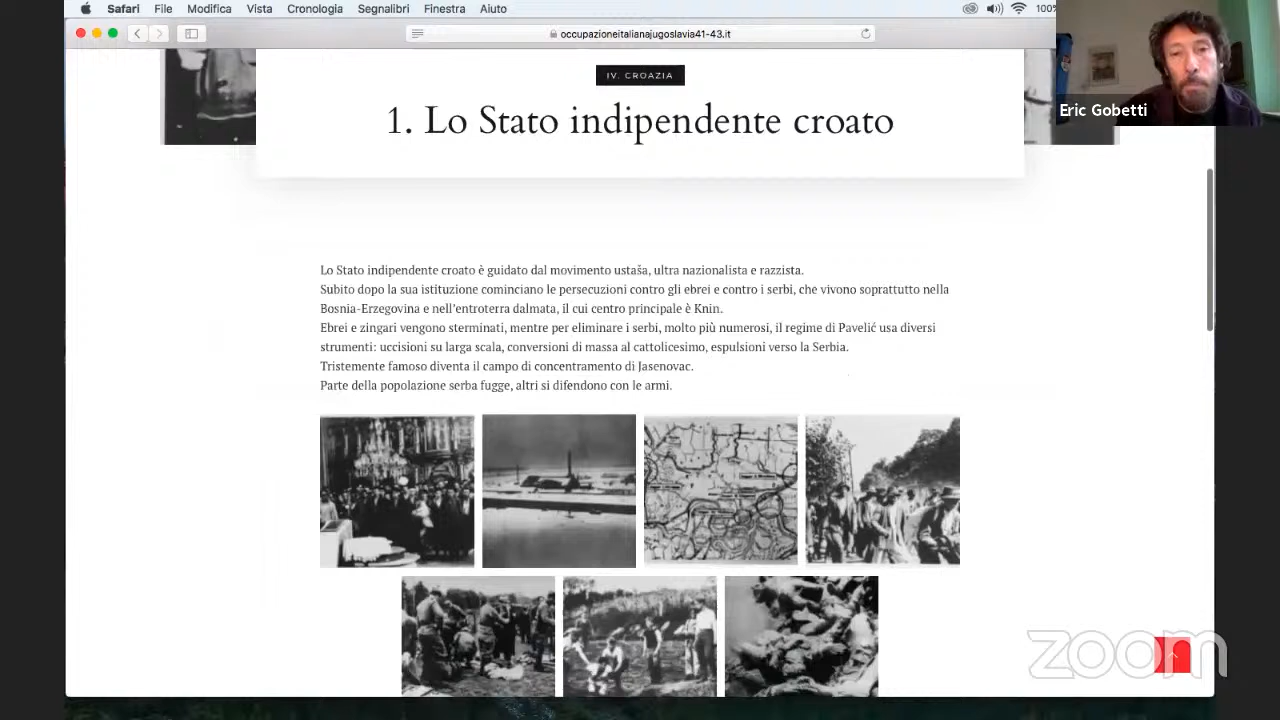 Safari File Modifica Vista Cronologia Segnalibri Finestra Aiuto 100%
occupazioneitalianajugoslavia41-43.it
Eric Gobetti
IV. CROAZIA
1. Lo Stato indipendente croato
Lo Stato indipendente croato è guidato dal movimento ustaša, ultra nazionalista e razzista.
Subito dopo la sua istituzione cominciano le persecuzioni contro gli ebrei e contro i serbi, che vivono soprattutto nella
Bosnia-Erzegovina e nell'entroterra dalmata, il cui centro principale è Knin.
Ebrei e zingari vengono sterminati, mentre per eliminare i serbi, molto più numerosi, il regime di Pavelić usa diversi
strumenti: uccisioni su larga scala, conversioni di massa al cattolicesimo, espulsioni verso la Serbia.
Tristemente famoso diventa il campo di concentramento di Jasenovac.
Parte della popolazione serba fugge, altri si difendono con le armi.
zoom